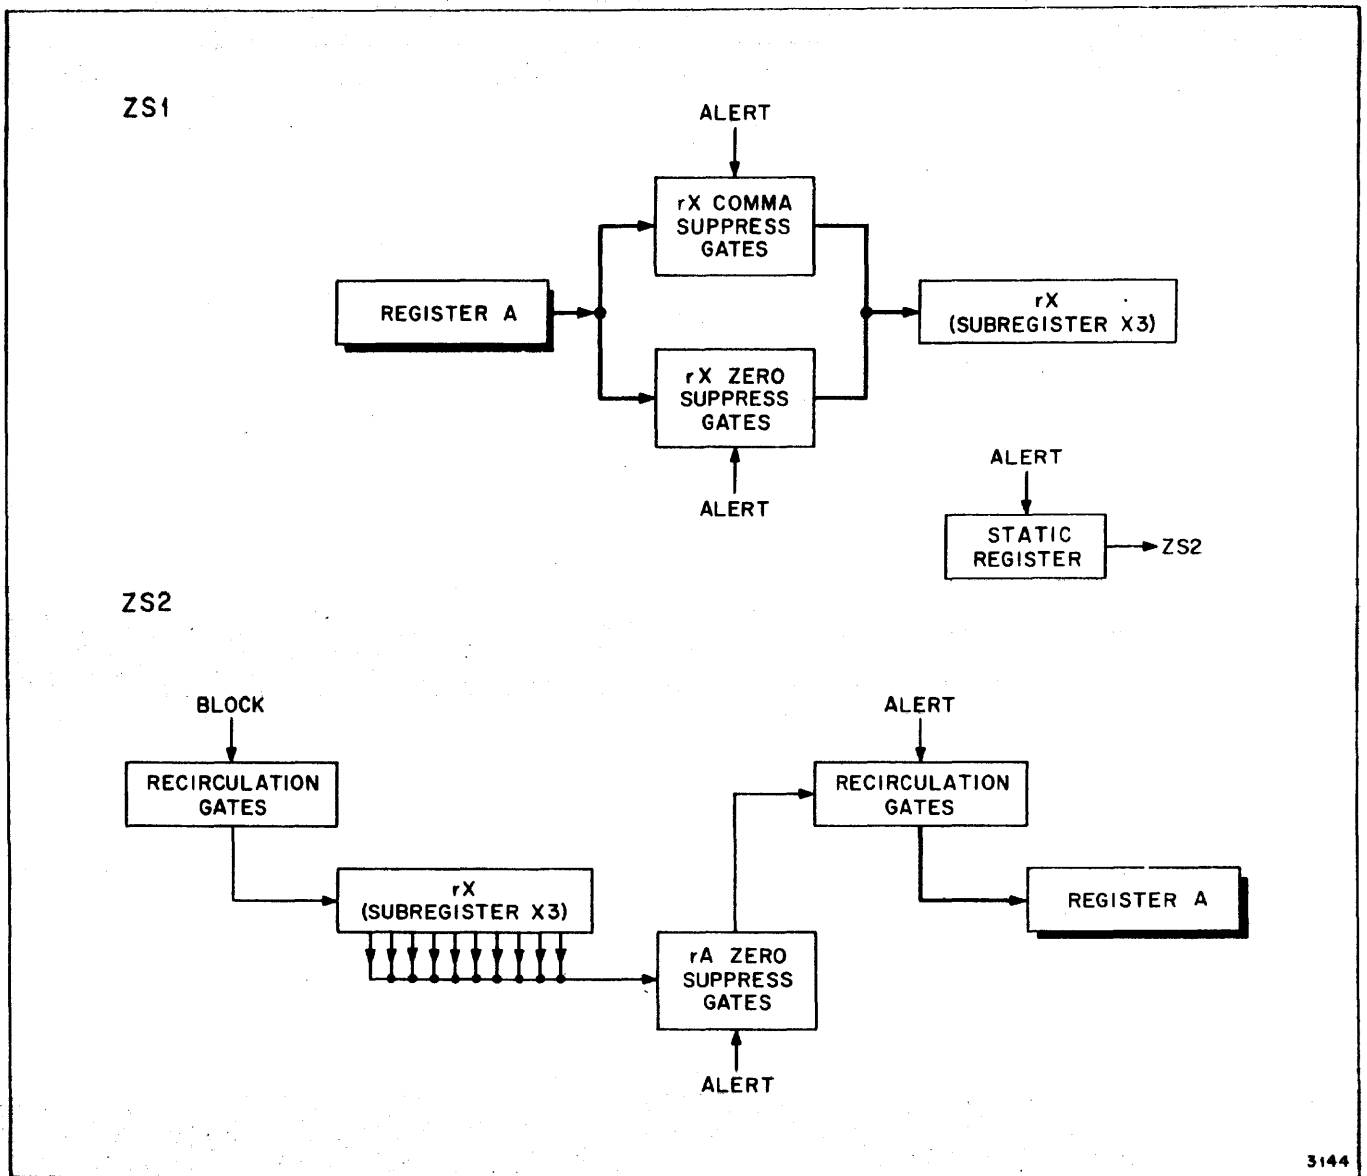 ZS1
ALERT
rX COMMA
SUPPRESS
GATES
REGISTER A
rX
(SUBREGISTER X3)
rX ZERO
SUPPRESS
GATES
ALERT
ALERT
STATIC
REGISTER
ZS2
ZS2
BLOCK
ALERT
RECIRCULATION
GATES
RECIRCULATION
GATES
rX
(SUBREGISTER X3)
REGISTER A
rA ZERO
SUPPRESS
GATES
ALERT
3144